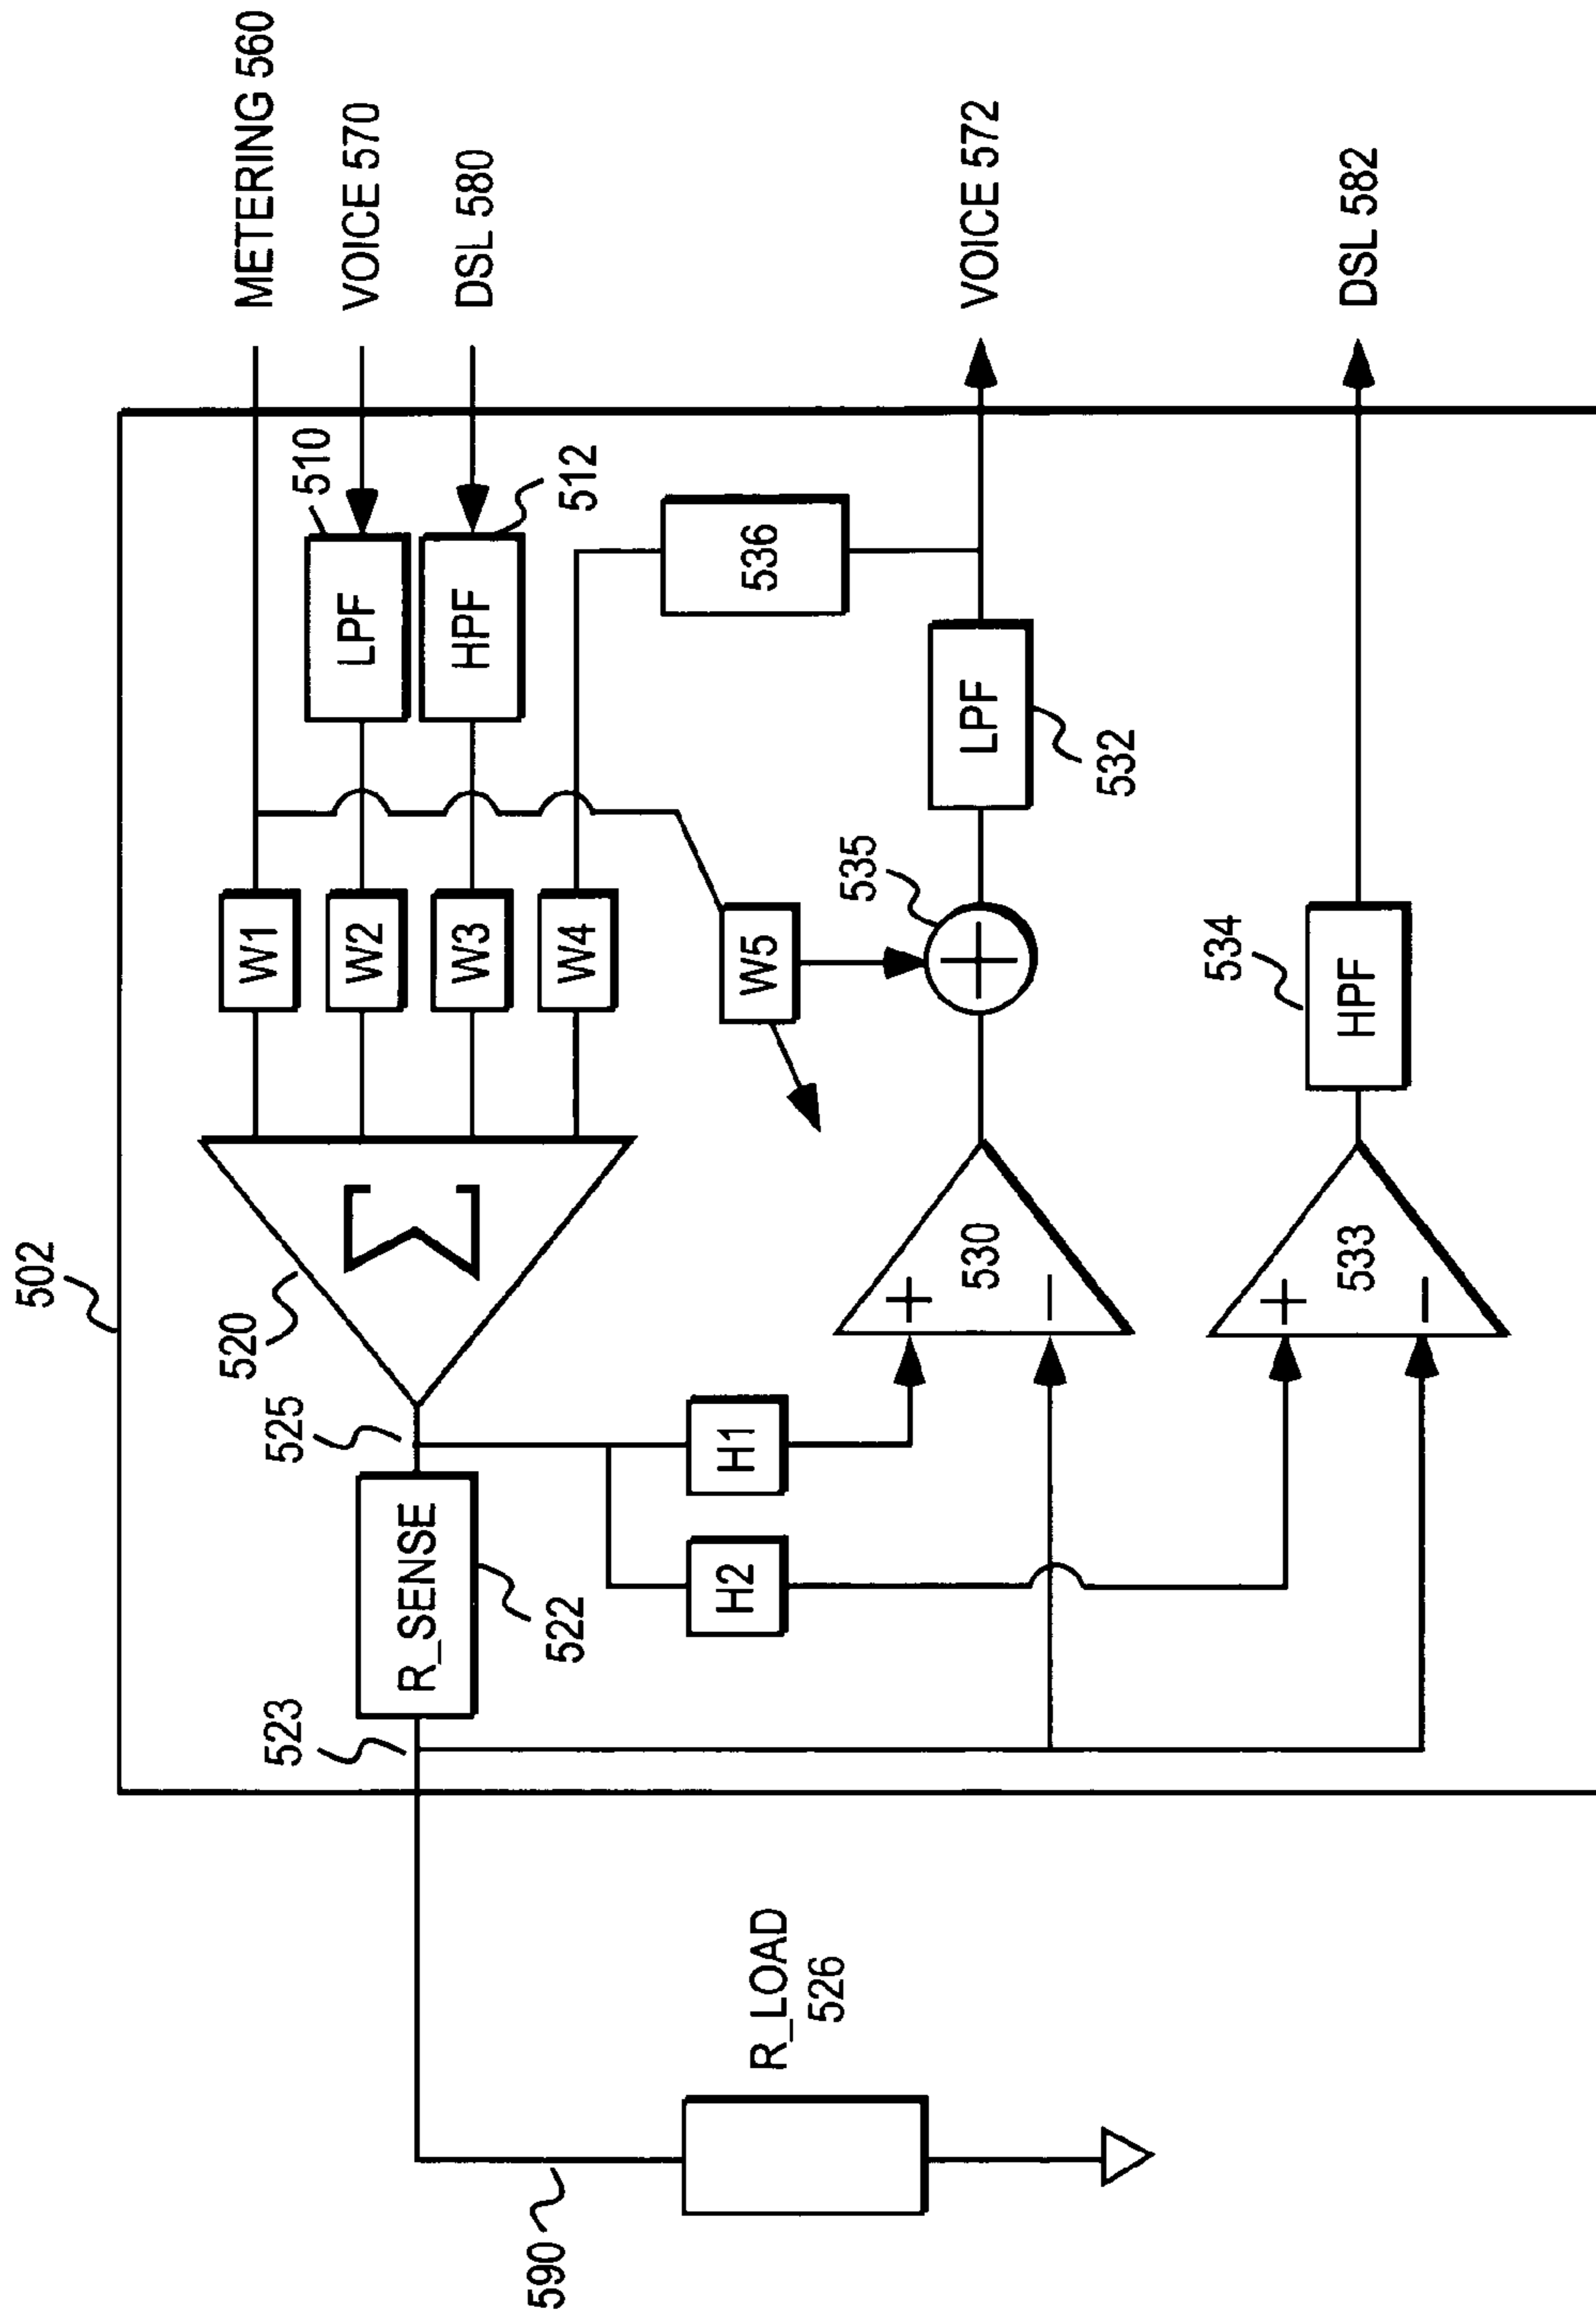 502
METERING 560
VOICE 570
DSL 580
510
LPF
512
HPF
W1
W2
W3
W4
W5
Σ
520
525
R_SENSE
522
523
H1
H2
536
535
LPF
532
VOICE 572
+
530
−
534
HPF
DSL 582
+
533
−
590
R_LOAD
526